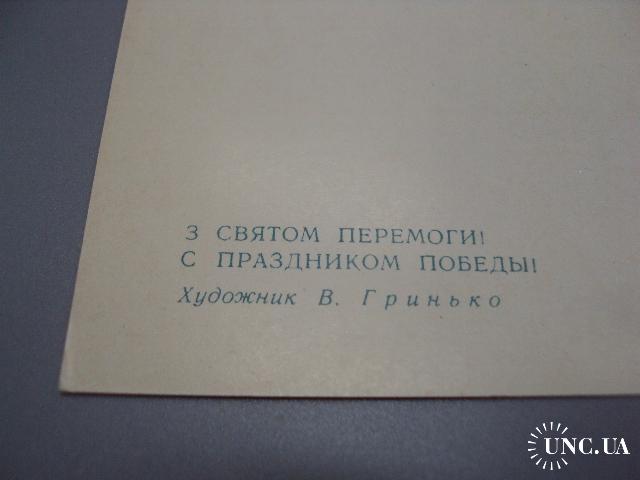 З СВЯТОМ ПЕРЕМОГИ!
С ПРАЗДНИКОМ ПОБЕДЫ!
Художник В. Гринько
UNC.UA